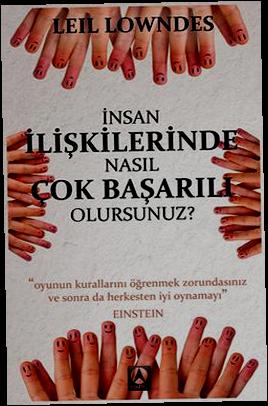 LEIL LOWNDES
İNSAN
İLİŞKİLERİNDE
NASIL
ÇOK BAŞARILI
OLURSUNUZ?
"oyunun kurallarını öğrenmek zorundasınız
ve sonra da herkesten iyi oynamayı"
EINSTEIN